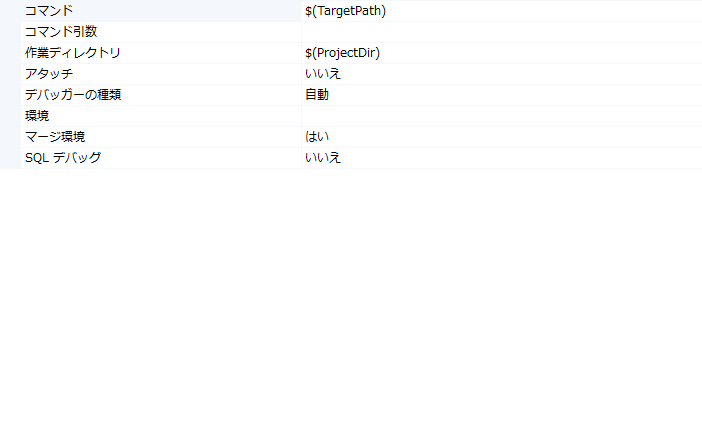 コマンド $(TargetPath)
コマンド引数
作業ディレクトリ $(ProjectDir)
アタッチ いいえ
デバッガーの種類 自動
環境
マージ環境 はい
SQL デバッグ いいえ